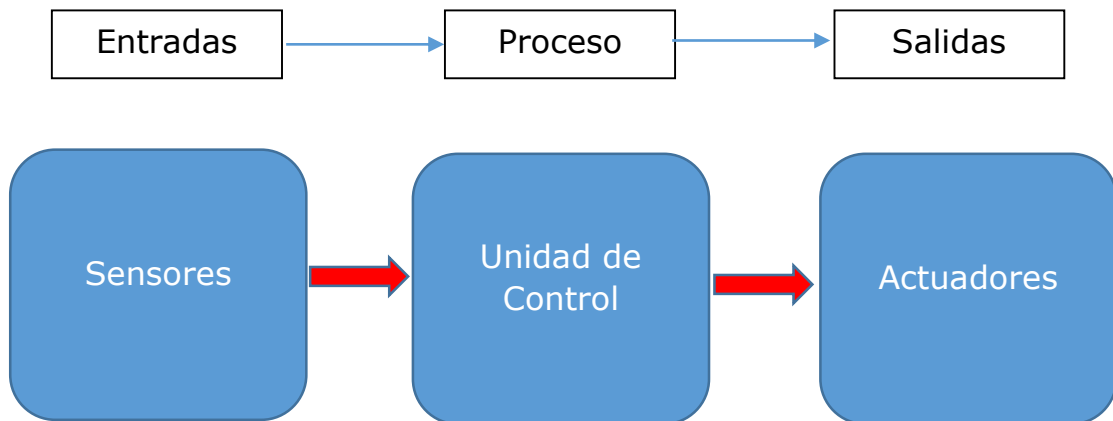 Entradas
Proceso
Salidas
Sensores
Unidad de
Control
Actuadores